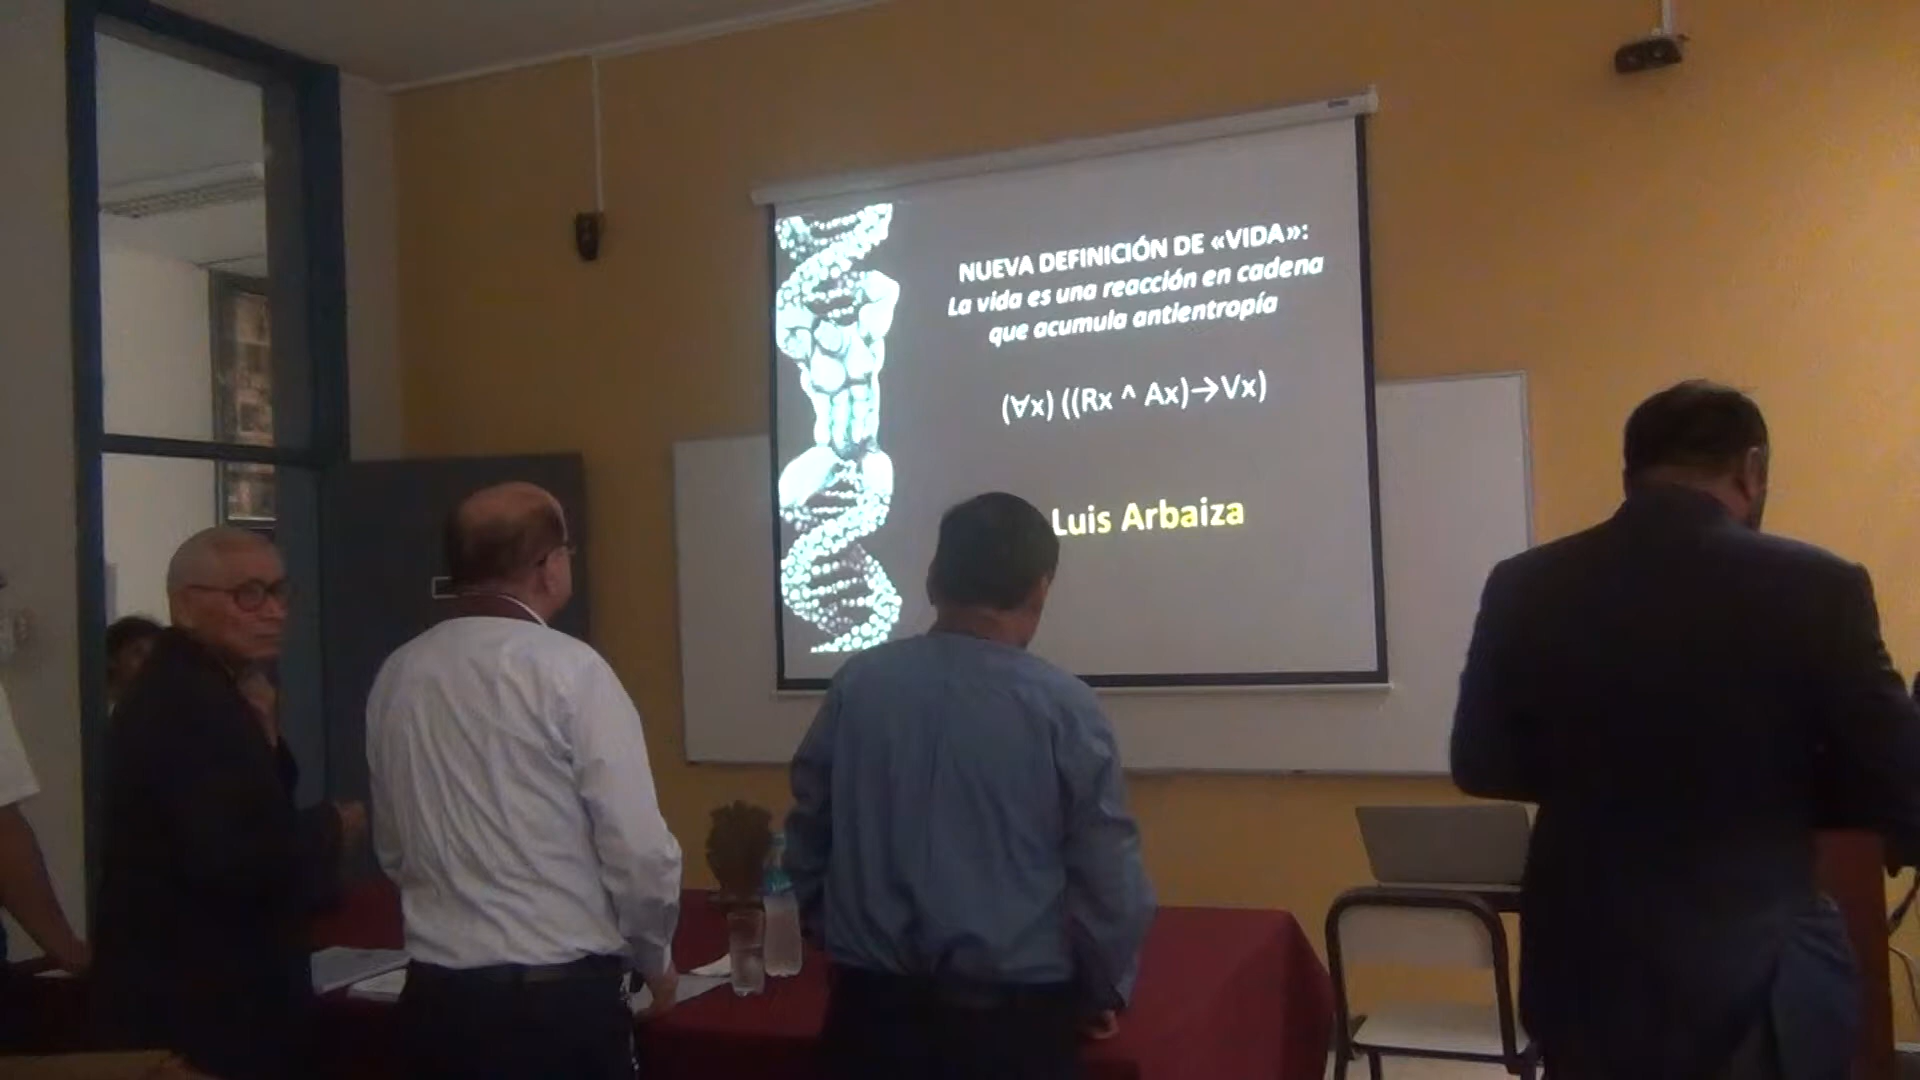 NUEVA DEFINICIÓN DE «VIDA»:
La vida es una reacción en cadena
que acumula antientropía
(∀x) ((Rx ^ Ax)→Vx)
Luis Arbaiza